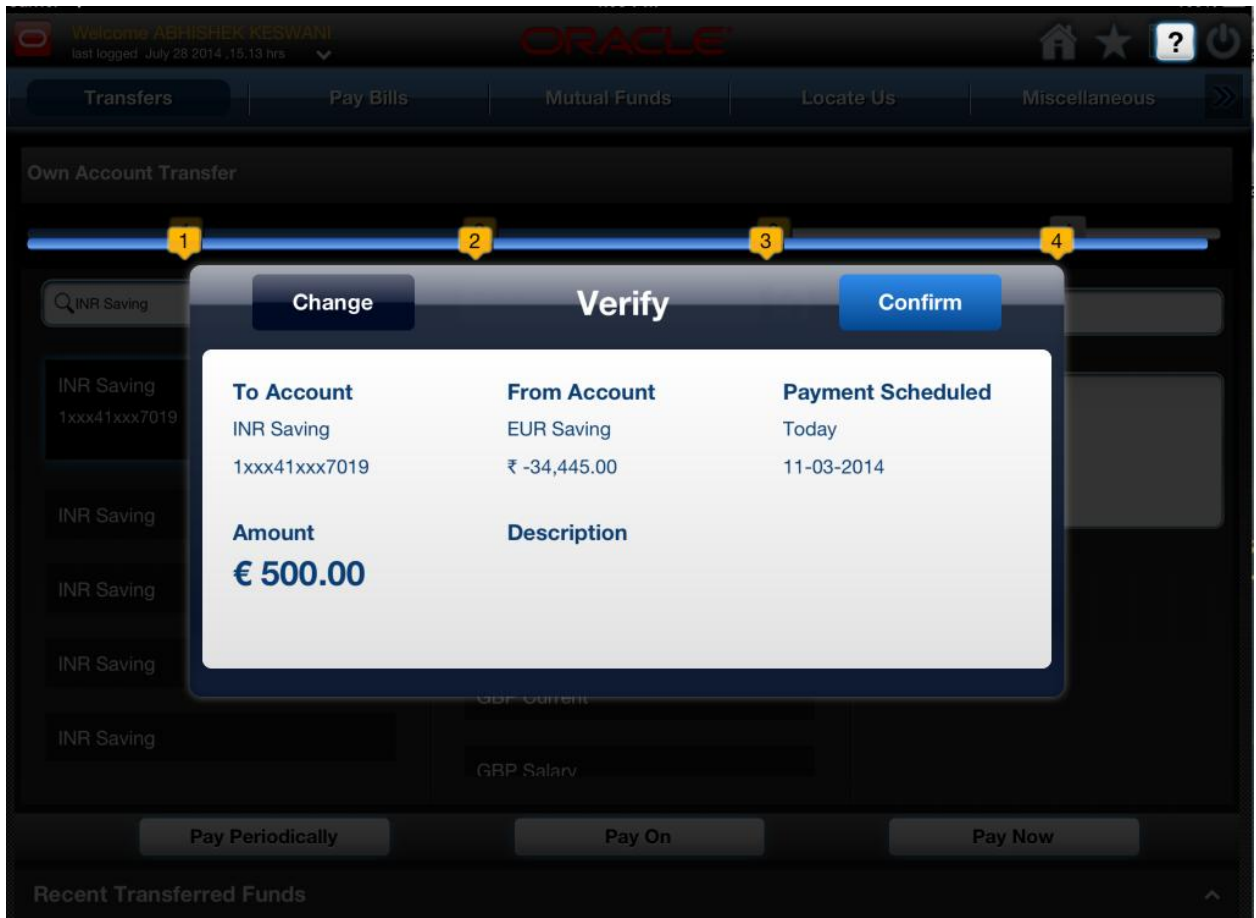 Welcome ABHISHEK KESWANI
last logged July 28 2014 ,15.13 hrs
ORACLE
?
Transfers
Pay Bills
Mutual Funds
Locate Us
Miscellaneous
Own Account Transfer
1
2
3
4
INR Saving
Change
Verify
Confirm
INR Saving
1xxx41xxx7019
INR Saving
INR Saving
INR Saving
INR Saving
To Account
From Account
Payment Scheduled
INR Saving
EUR Saving
Today
1xxx41xxx7019
₹ -34,445.00
11-03-2014
Amount
Description
€ 500.00
GBP Current
GBP Salary
Pay Periodically
Pay On
Pay Now
Recent Transferred Funds